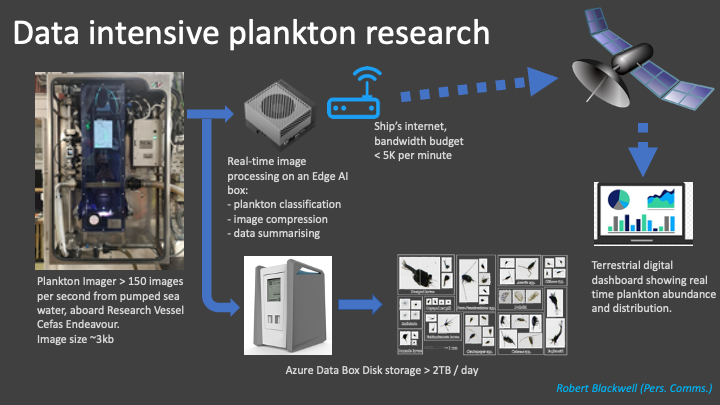 Data intensive plankton research
Ship's internet,
bandwidth budget
< 5K per minute
Real-time image
processing on an Edge AI
box:
- plankton classification
- image compression
- data summarising
Plankton Imager > 150 images
per second from pumped sea
water, aboard Research Vessel
Cefas Endeavour.
Image size ~3kb
Terrestrial digital
dashboard showing real
time plankton abundance
and distribution.
Azure Data Box Disk storage > 2TB / day
Robert Blackwell (Pers. Comms.)